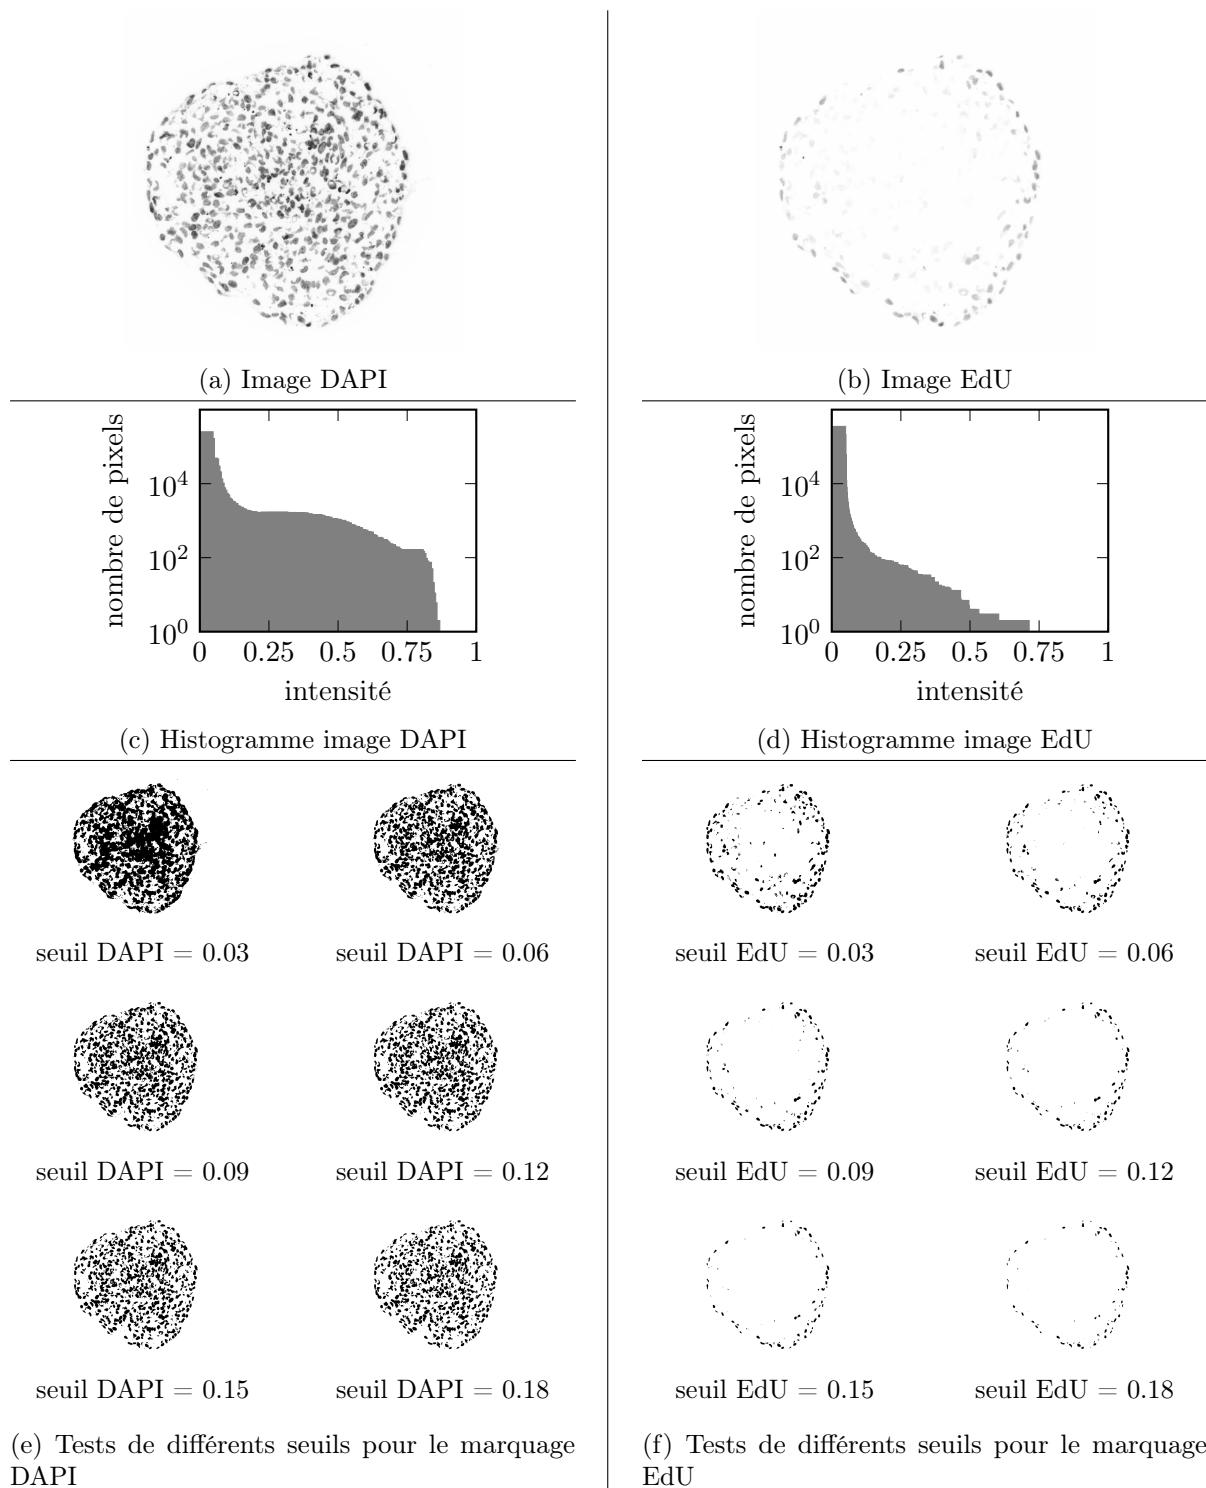 (a) Image DAPI
(b) Image EdU
nombre de pixels
10^4
10^2
10^0
0 0.25 0.5 0.75 1
intensité
(c) Histogramme image DAPI
nombre de pixels
10^4
10^2
10^0
0 0.25 0.5 0.75 1
intensité
(d) Histogramme image EdU
seuil DAPI = 0.03
seuil DAPI = 0.06
seuil DAPI = 0.09
seuil DAPI = 0.12
seuil DAPI = 0.15
seuil DAPI = 0.18
(e) Tests de différents seuils pour le marquage
DAPI
seuil EdU = 0.03
seuil EdU = 0.06
seuil EdU = 0.09
seuil EdU = 0.12
seuil EdU = 0.15
seuil EdU = 0.18
(f) Tests de différents seuils pour le marquage
EdU